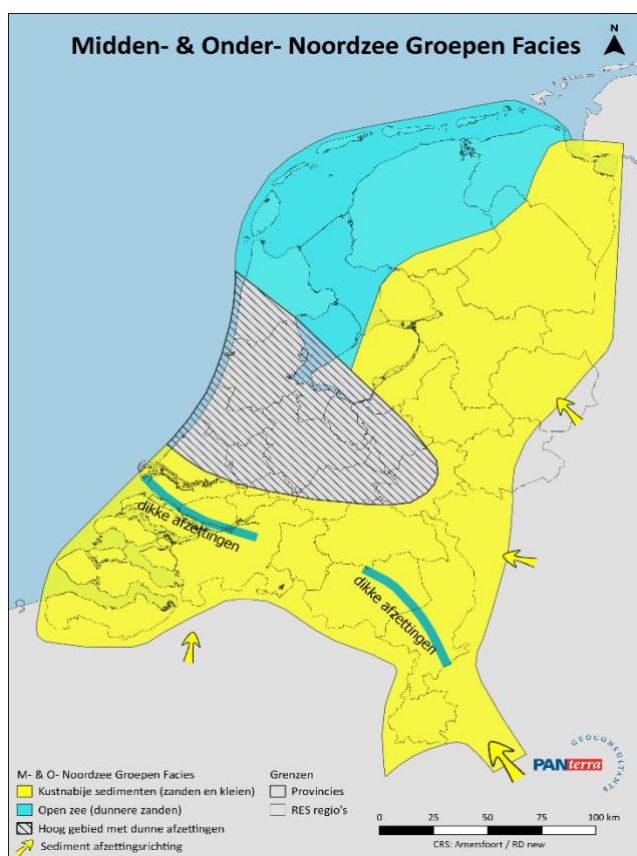 Midden- & Onder- Noordzee Groepen Facies
N
dikke afzettingen
dikke afzettingen
GEOCONSULTANTS
PANterra
M- & O- Noordzee Groepen Facies
Kustnabije sedimenten (zanden en kleien)
Open zee (dunnere zanden)
Hoog gebied met dunne afzettingen
Sediment afzettingsrichting
Grenzen
Provincies
RES regio's
0 25 50 75 100 km
CRS: Amersfoort / RD new